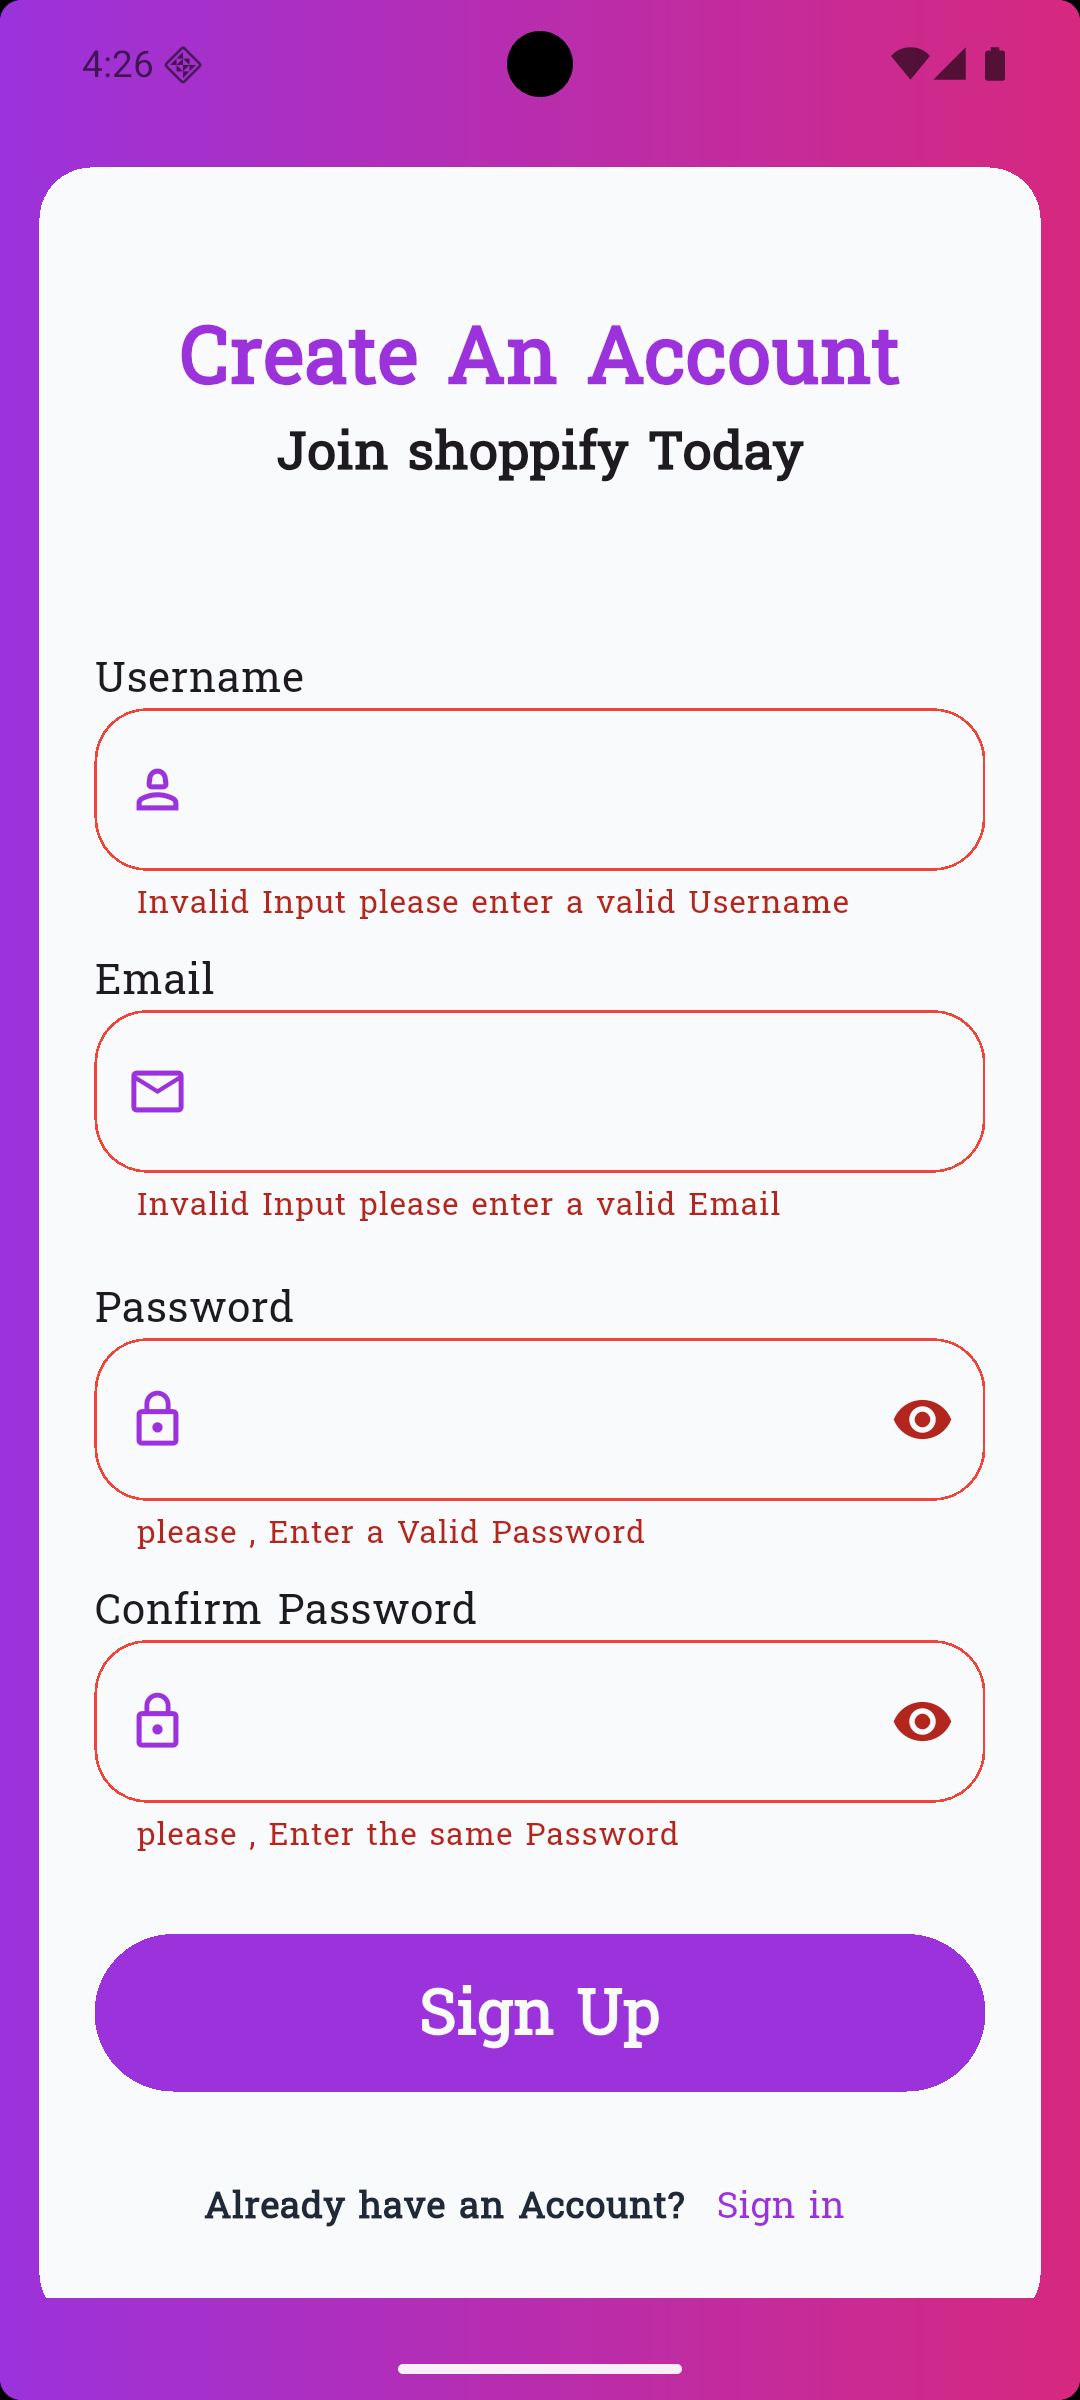 4:26
Create An Account
Join shoppify Today
Username
Invalid Input please enter a valid Username
Email
Invalid Input please enter a valid Email
Password
please , Enter a Valid Password
Confirm Password
please , Enter the same Password
Sign Up
Already have an Account? Sign in